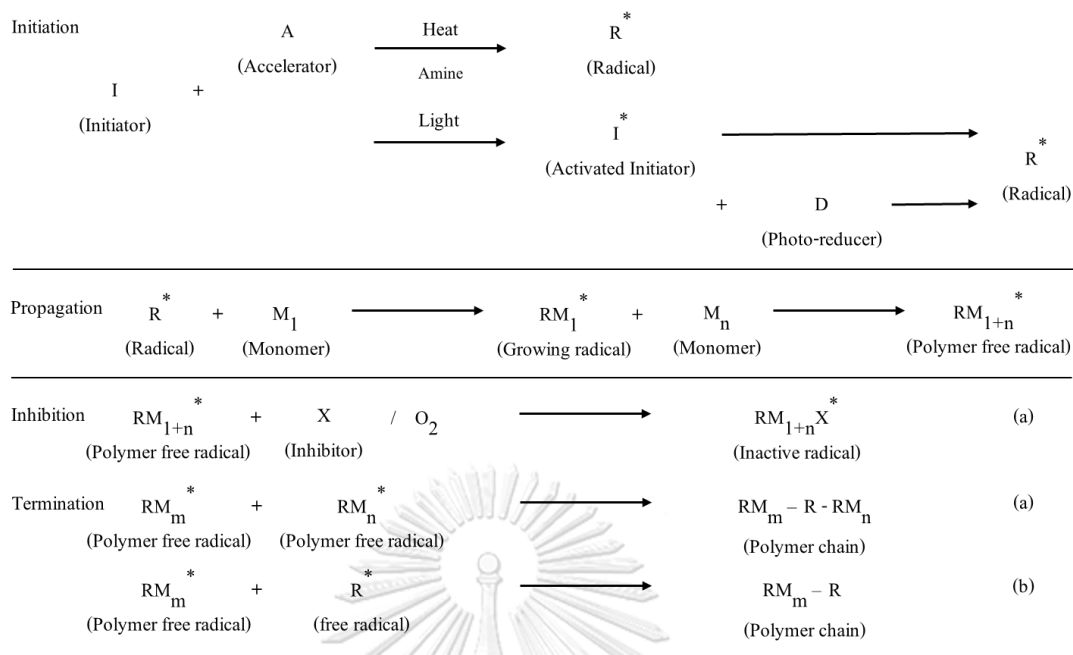 Initiation A Heat R*
(Accelerator) Amine (Radical)
I +
(Initiator) Light I*
(Activated Initiator) R*
+ D (Radical)
(Photo-reducer)
Propagation R* + M1 RM1* + Mn RM1+n*
(Radical) (Monomer) (Growing radical) (Monomer) (Polymer free radical)
Inhibition RM1+n* + X / O2 RM1+nX* (a)
(Polymer free radical) (Inhibitor) (Inactive radical)
Termination RMm* + RMn* RMm – R - RMn (a)
(Polymer free radical) (Polymer free radical) (Polymer chain)
RMm* + R* RMm – R (b)
(Polymer free radical) (free radical) (Polymer chain)